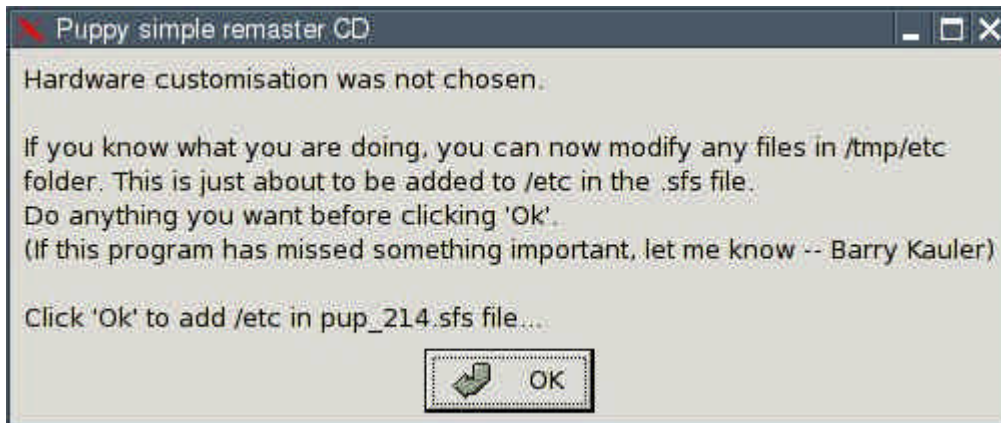 Puppy simple remaster CD
Hardware customisation was not chosen.
If you know what you are doing, you can now modify any files in /tmp/etc
folder. This is just about to be added to /etc in the .sfs file.
Do anything you want before clicking 'Ok'.
(If this program has missed something important, let me know -- Barry Kauler)
Click 'Ok' to add /etc in pup_214.sfs file...
OK